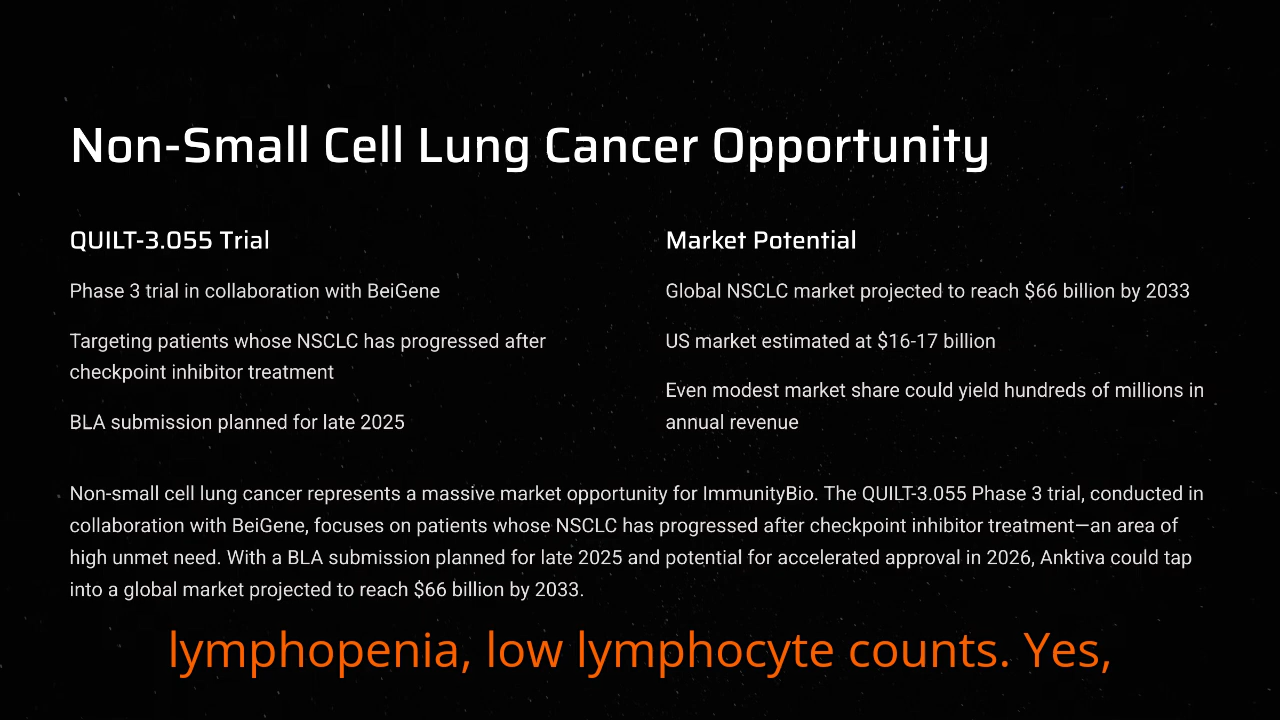 Non-Small Cell Lung Cancer Opportunity
QUILT-3.055 Trial
Phase 3 trial in collaboration with BeiGene
Targeting patients whose NSCLC has progressed after
checkpoint inhibitor treatment
BLA submission planned for late 2025
Market Potential
Global NSCLC market projected to reach $66 billion by 2033
US market estimated at $16-17 billion
Even modest market share could yield hundreds of millions in
annual revenue
Non-small cell lung cancer represents a massive market opportunity for ImmunityBio. The QUILT-3.055 Phase 3 trial, conducted in
collaboration with BeiGene, focuses on patients whose NSCLC has progressed after checkpoint inhibitor treatment—an area of
high unmet need. With a BLA submission planned for late 2025 and potential for accelerated approval in 2026, Anktiva could tap
into a global market projected to reach $66 billion by 2033.
lymphopenia, low lymphocyte counts. Yes,